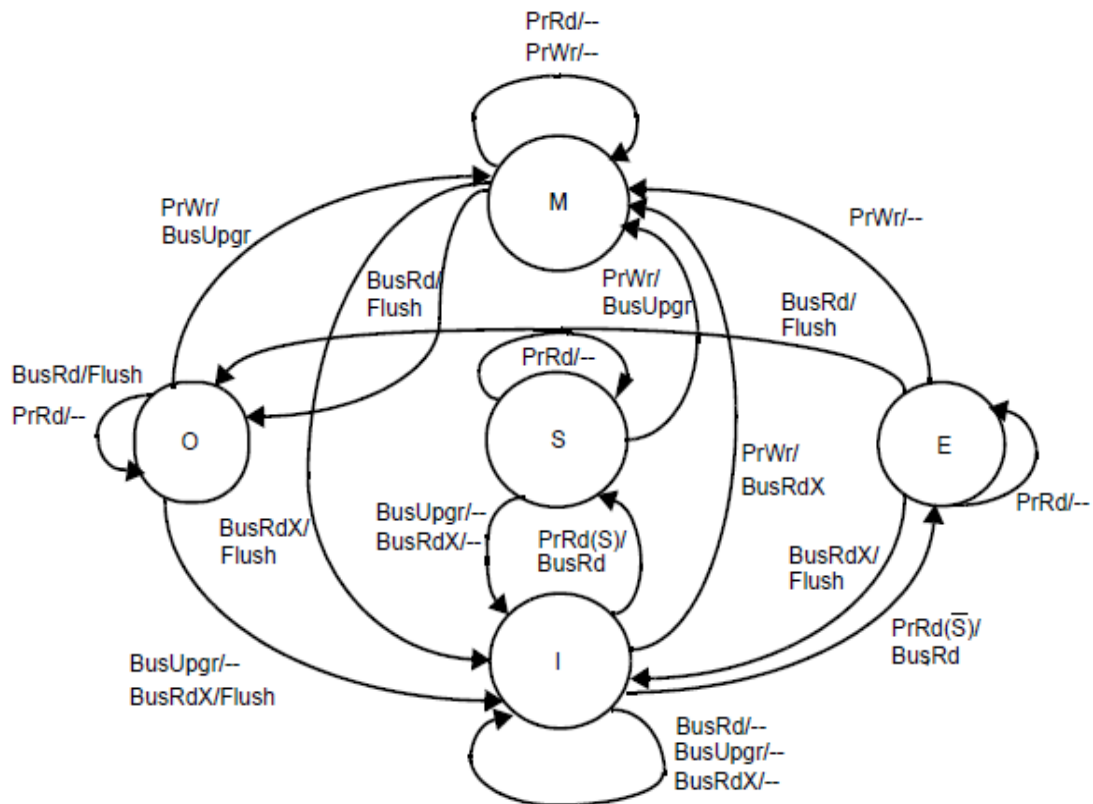 PrRd/--
PrWr/--
M
PrWr/
BusUpgr
PrWr/--
BusRd/
Flush
PrWr/
BusUpgr
BusRd/
Flush
PrRd/--
BusRd/Flush
PrRd/--
O
S
E
PrWr/
BusRdX
PrRd/--
BusUpgr/--
BusRdX/--
BusRdX/
Flush
PrRd(S)/
BusRd
BusRdX/
Flush
PrRd(S̅)/
BusRd
I
BusUpgr/--
BusRdX/Flush
BusRd/--
BusUpgr/--
BusRdX/--